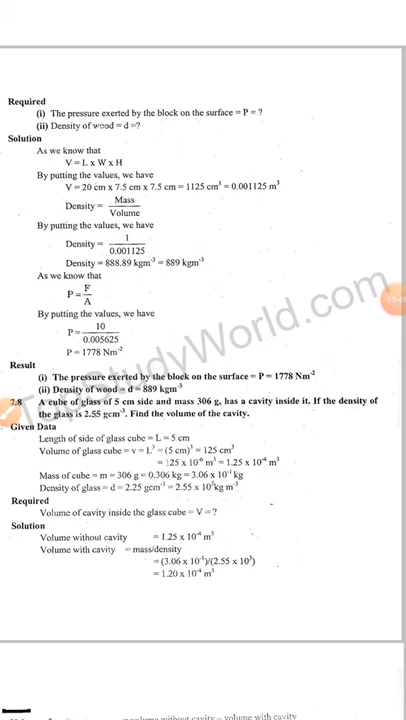 Required
(i) The pressure exerted by the block on the surface = P = ?
(ii) Density of wood = d =?
Solution
As we know that
V = L x W x H
By putting the values, we have
V = 20 cm x 7.5 cm x 7.5 cm = 1125 cm³ = 0.001125 m³
Density = Mass / Volume
By putting the values, we have
Density = 1 / 0.001125
Density = 888.89 kgm⁻³ = 889 kgm⁻³
As we know that
P = F / A
By putting the values, we have
P = 10 / 0.005625
P = 1778 Nm⁻²
Result
(i) The pressure exerted by the block on the surface = P = 1778 Nm⁻²
(ii) Density of wood = d = 889 kgm⁻³
7.8 A cube of glass of 5 cm side and mass 306 g, has a cavity inside it. If the density of
the glass is 2.55 gcm⁻³. Find the volume of the cavity.
Given Data
Length of side of glass cube = L = 5 cm
Volume of glass cube = v = L³ = (5 cm)³ = 125 cm³
= 125 x 10⁻⁶ m³ = 1.25 x 10⁻⁴ m³
Mass of cube = m = 306 g = 0.306 kg = 3.06 x 10⁻¹ kg
Density of glass = d = 2.25 gcm⁻³ = 2.55 x 10³kg m⁻³
Required
Volume of cavity inside the glass cube = V = ?
Solution
Volume without cavity = 1.25 x 10⁻⁴ m³
Volume with cavity = mass/density
= (3.06 x 10⁻¹)/(2.55 x 10³)
= 1.20 x 10⁻⁴ m³
= volume without cavity – volume with cavity
TopStudyWorld.com